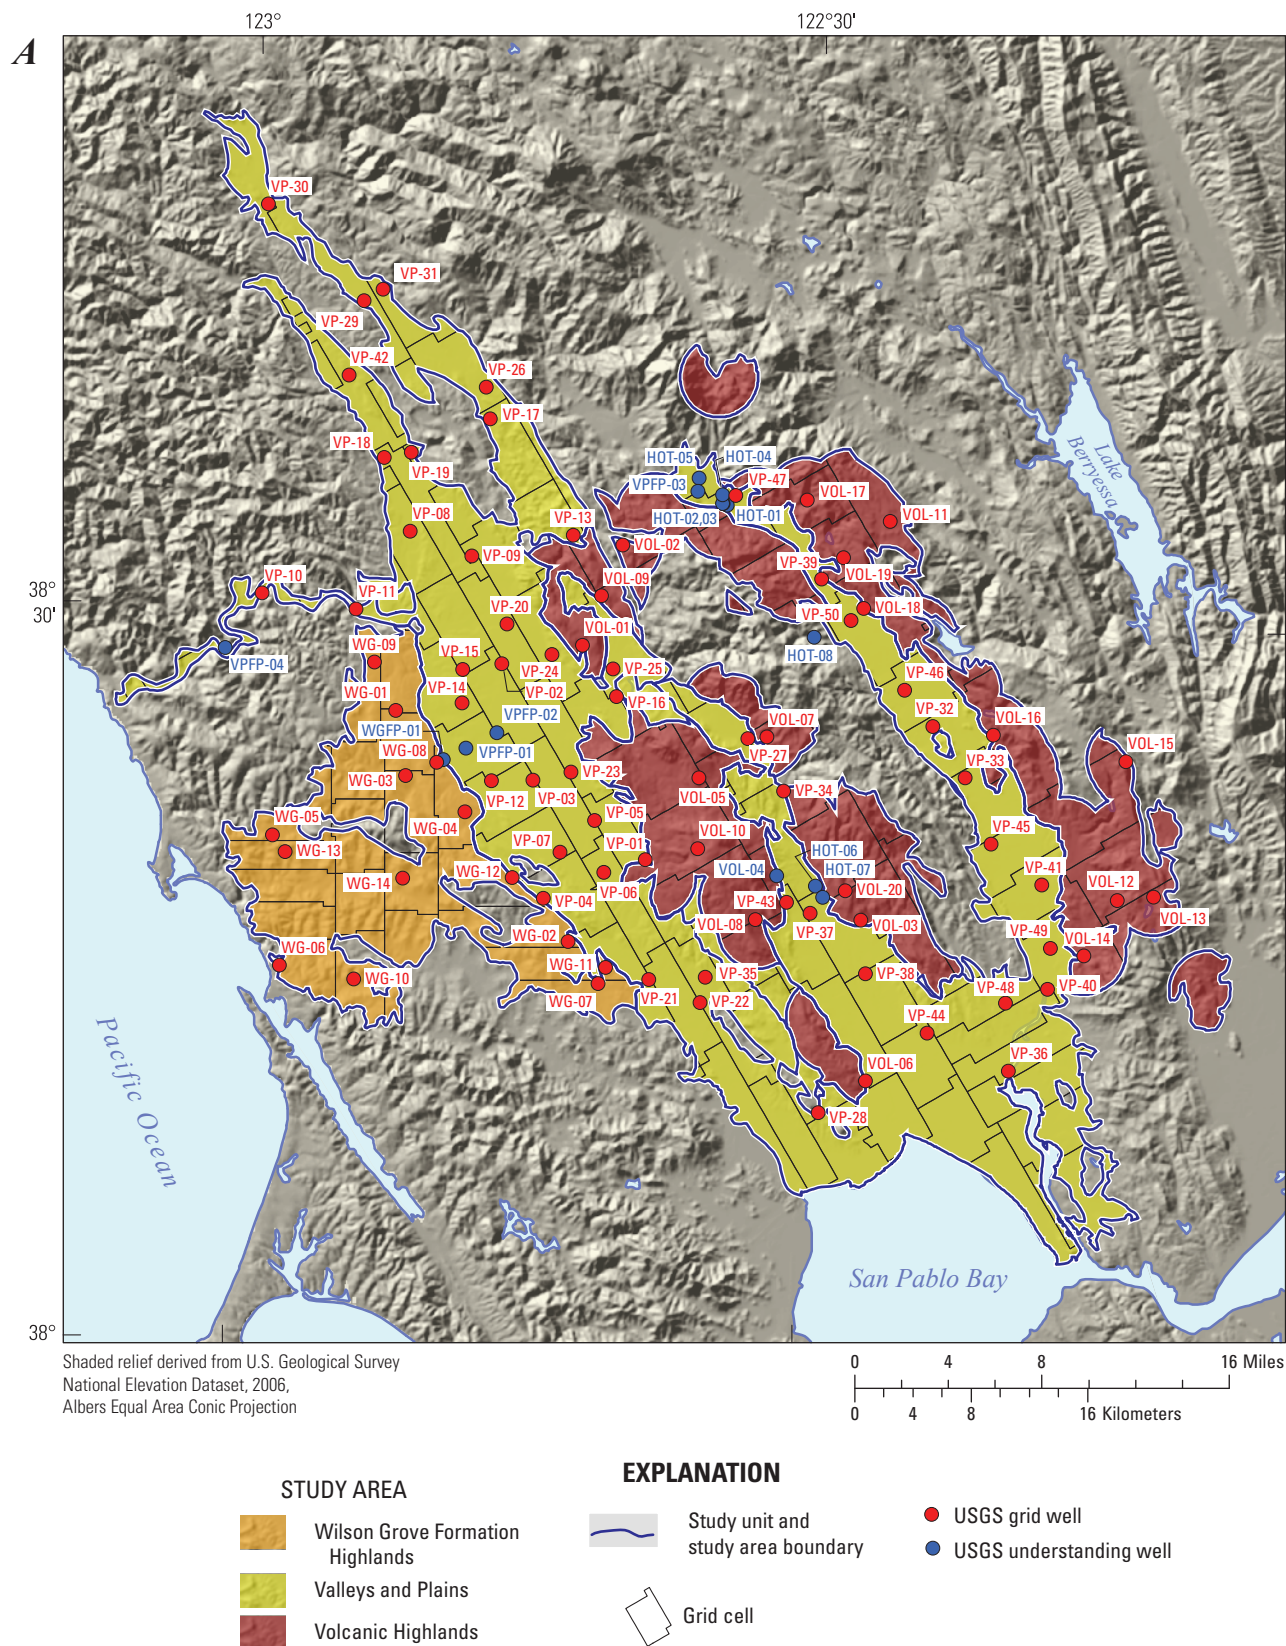 A
123°
122°30'
VP-30
VP-31
VP-29
VP-42
VP-26
VP-17
VP-18
VP-19
HOT-05
HOT-04
VPFP-03
VP-47
VOL-17
HOT-02,03
HOT-01
VOL-11
VP-08
VP-13
VOL-02
VP-09
VOL-09
VP-39
VOL-19
Lake
Berryessa
38°
30'
VP-10
VP-11
VP-20
VOL-01
VP-50
VOL-18
VPFP-04
WG-09
VP-15
VP-24
VP-25
HOT-08
VP-46
WG-01
VP-14
VP-02
VP-16
VP-32
VOL-16
VPFP-02
VOL-07
WGFP-01
VPFP-01
VP-27
VOL-15
WG-08
WG-03
VP-23
VP-33
VP-12
VP-03
VOL-05
VP-34
WG-05
WG-04
VP-05
VP-45
WG-13
VP-07
VP-01
VOL-10
HOT-06
HOT-07
WG-14
WG-12
VP-06
VOL-04
VP-41
VOL-20
VOL-12
VP-04
VP-43
VOL-13
VOL-08
VP-37
VOL-03
WG-02
VP-49
VOL-14
WG-06
WG-11
VP-35
VP-38
WG-10
WG-07
VP-21
VP-22
VP-48
VP-40
VP-44
VP-36
VOL-06
VP-28
Pacific Ocean
San Pablo Bay
38°
Shaded relief derived from U.S. Geological Survey
National Elevation Dataset, 2006,
Albers Equal Area Conic Projection
0 4 8 16 Miles
0 4 8 16 Kilometers
EXPLANATION
STUDY AREA
Wilson Grove Formation
Highlands
Valleys and Plains
Volcanic Highlands
Study unit and
study area boundary
Grid cell
USGS grid well
USGS understanding well